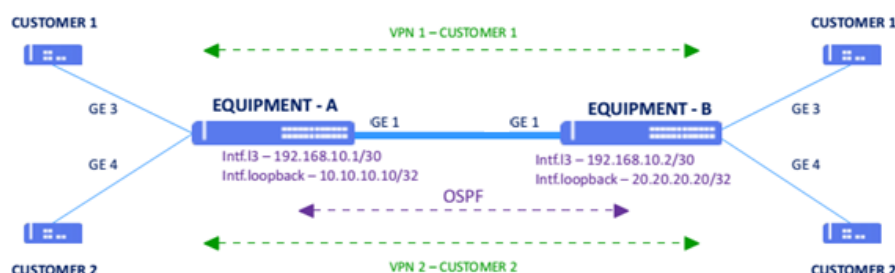 CUSTOMER 1
VPN 1 – CUSTOMER 1
CUSTOMER 1
GE 3
EQUIPMENT - A
GE 1
GE 1
EQUIPMENT - B
GE 3
Intf.l3 – 192.168.10.1/30
Intf.loopback – 10.10.10.10/32
Intf.l3 – 192.168.10.2/30
Intf.loopback – 20.20.20.20/32
GE 4
OSPF
GE 4
CUSTOMER 2
VPN 2 – CUSTOMER 2
CUSTOMER 2